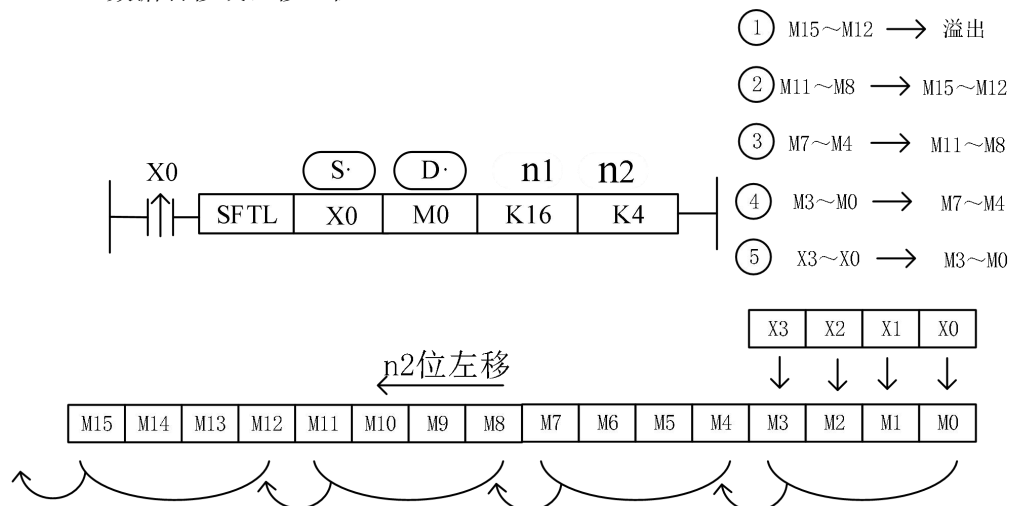 ① M15～M12 → 溢出
② M11～M8 → M15～M12
③ M7～M4 → M11～M8
④ M3～M0 → M7～M4
⑤ X3～X0 → M3～M0
S· D· n1 n2
X0
SFTL X0 M0 K16 K4
X3 X2 X1 X0
n2位左移
M15 M14 M13 M12 M11 M10 M9 M8 M7 M6 M5 M4 M3 M2 M1 M0